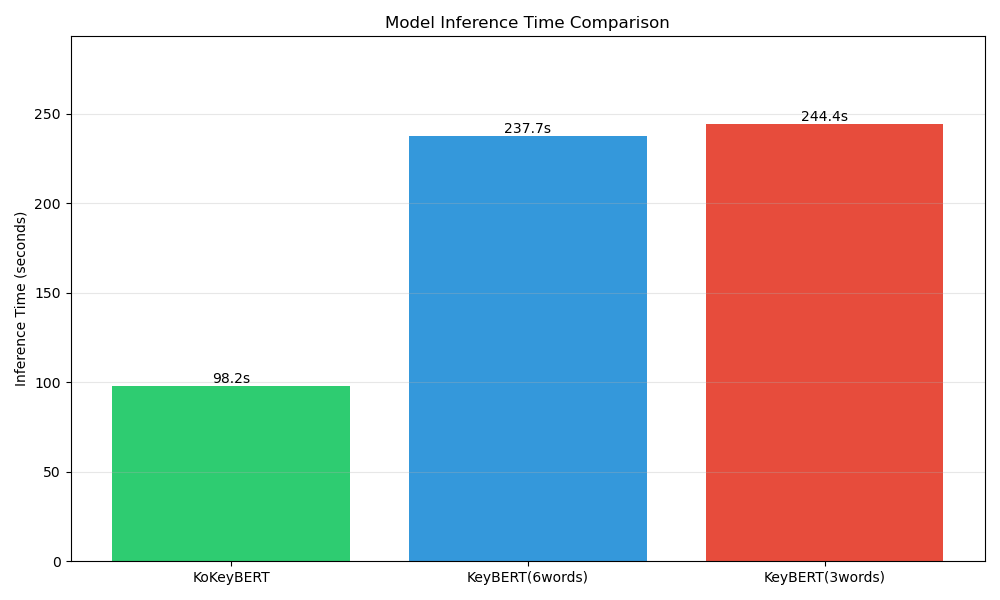 Model Inference Time Comparison
Inference Time (seconds)
250
200
150
100
50
0
98.2s
237.7s
244.4s
KoKeyBERT
KeyBERT(6words)
KeyBERT(3words)